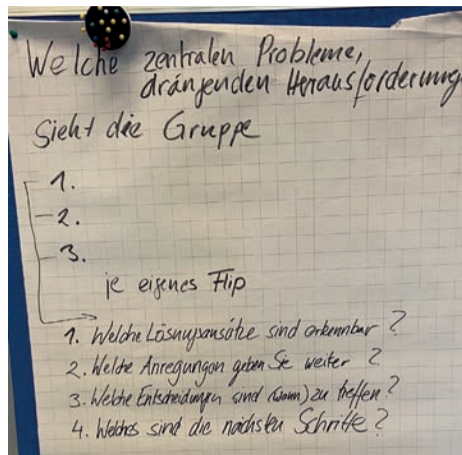 Welche zentralen Probleme,
drängenden Herausforderung
Sieht die Gruppe
1.
2.
3.
je eigenes Flip
1. Welche Lösungsansätze sind erkennbar?
2. Welche Anregungen geben Sie weiter?
3. Welche Entscheidungen sind (wann) zu treffen?
4. Welches sind die nächsten Schritte?